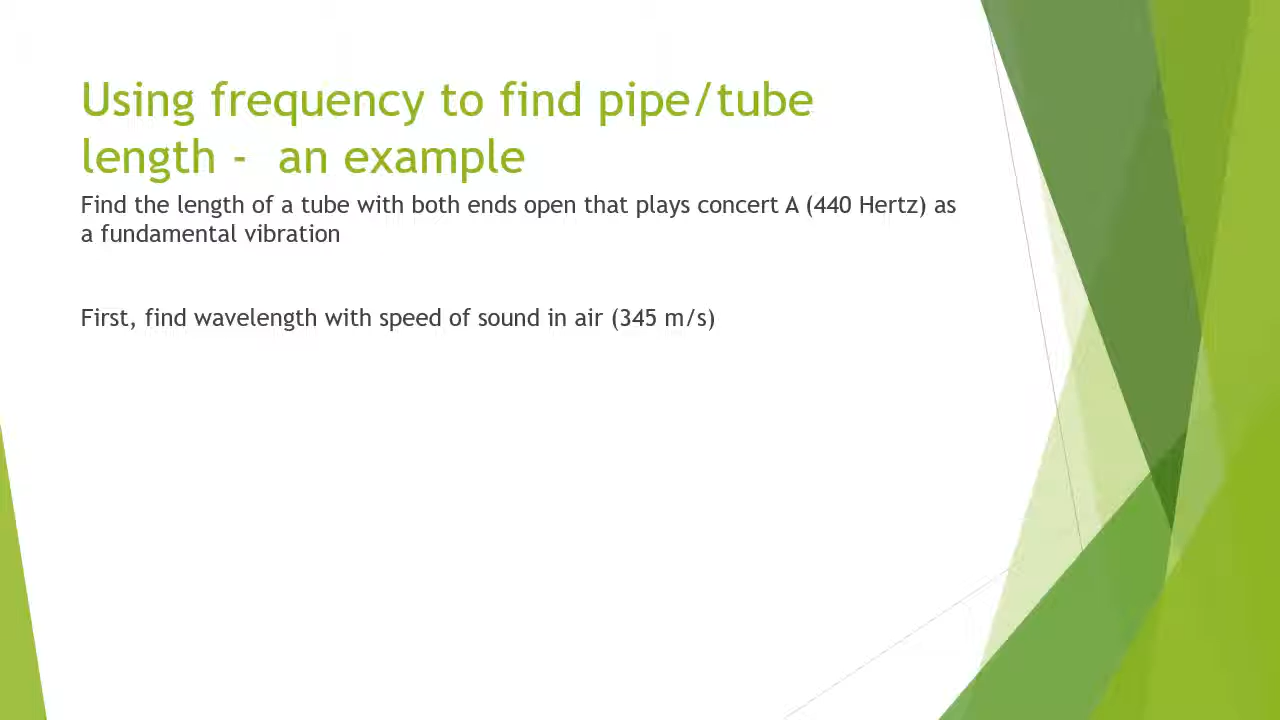 Using frequency to find pipe/tube
length -  an example
Find the length of a tube with both ends open that plays concert A (440 Hertz) as
a fundamental vibration
First, find wavelength with speed of sound in air (345 m/s)